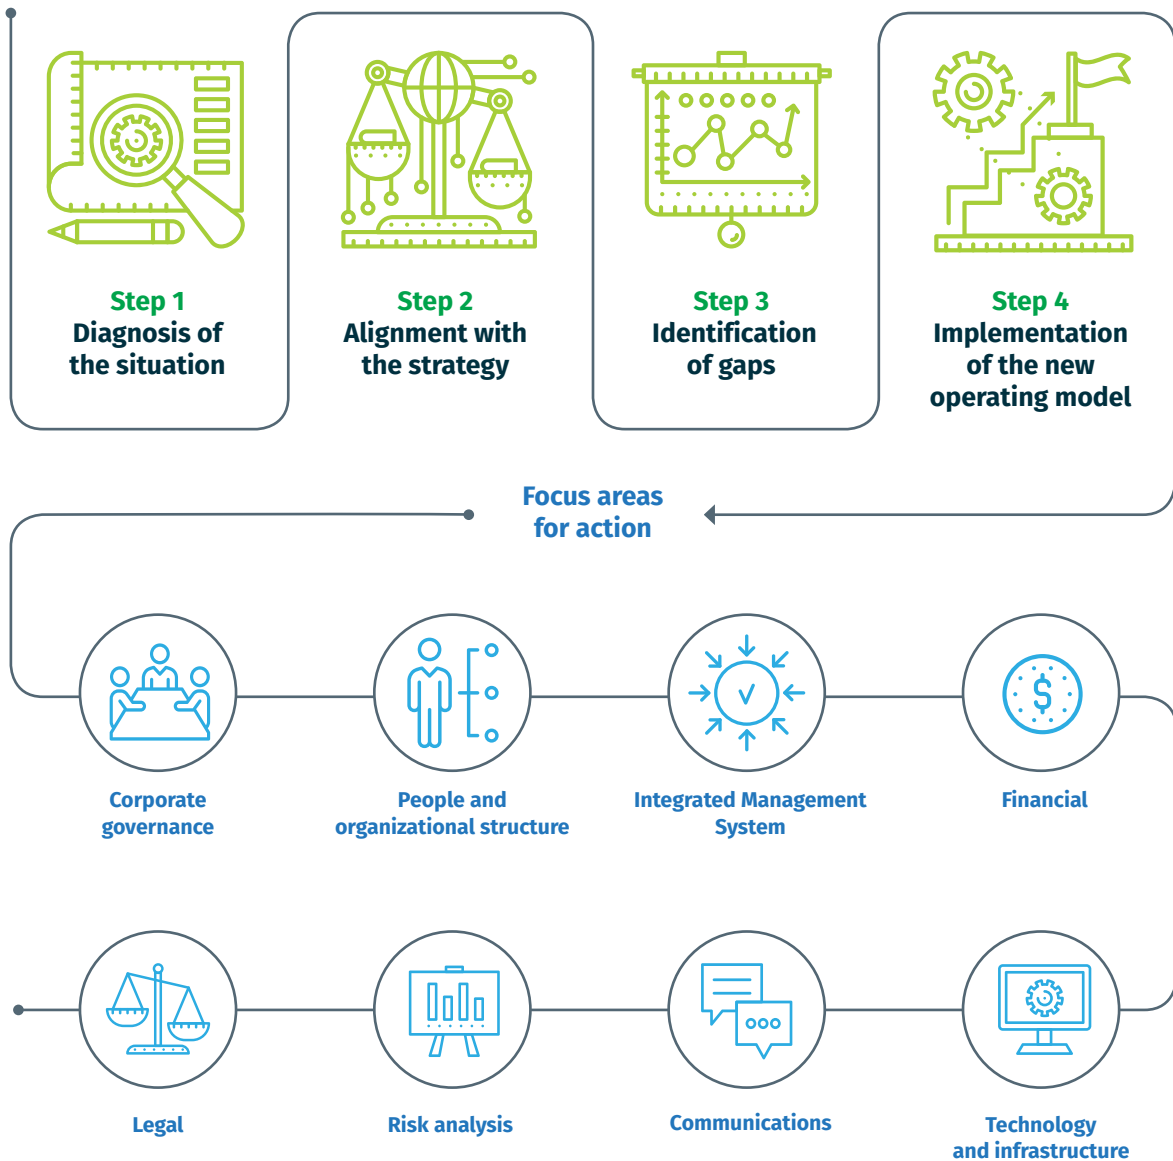 Step 1
Diagnosis of
the situation
Step 2
Alignment with
the strategy
Step 3
Identification
of gaps
Step 4
Implementation
of the new
operating model
Focus areas
for action
Corporate
governance
People and
organizational structure
Integrated Management
System
Financial
$
Legal
Risk analysis
Communications
Technology
and infrastructure